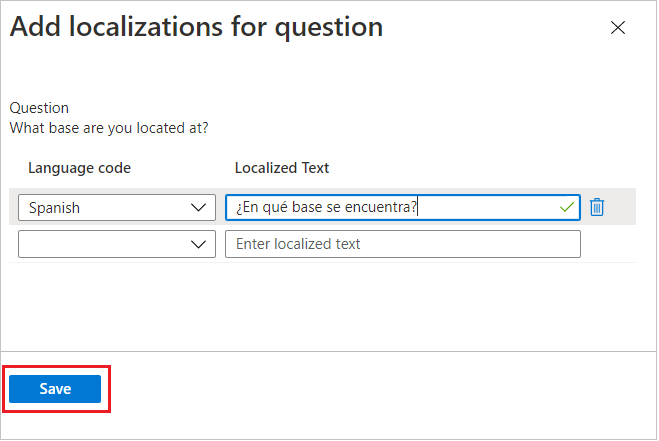 Add localizations for question
Question
What base are you located at?
Language code Localized Text
Spanish ¿En qué base se encuentra?
Enter localized text
Save